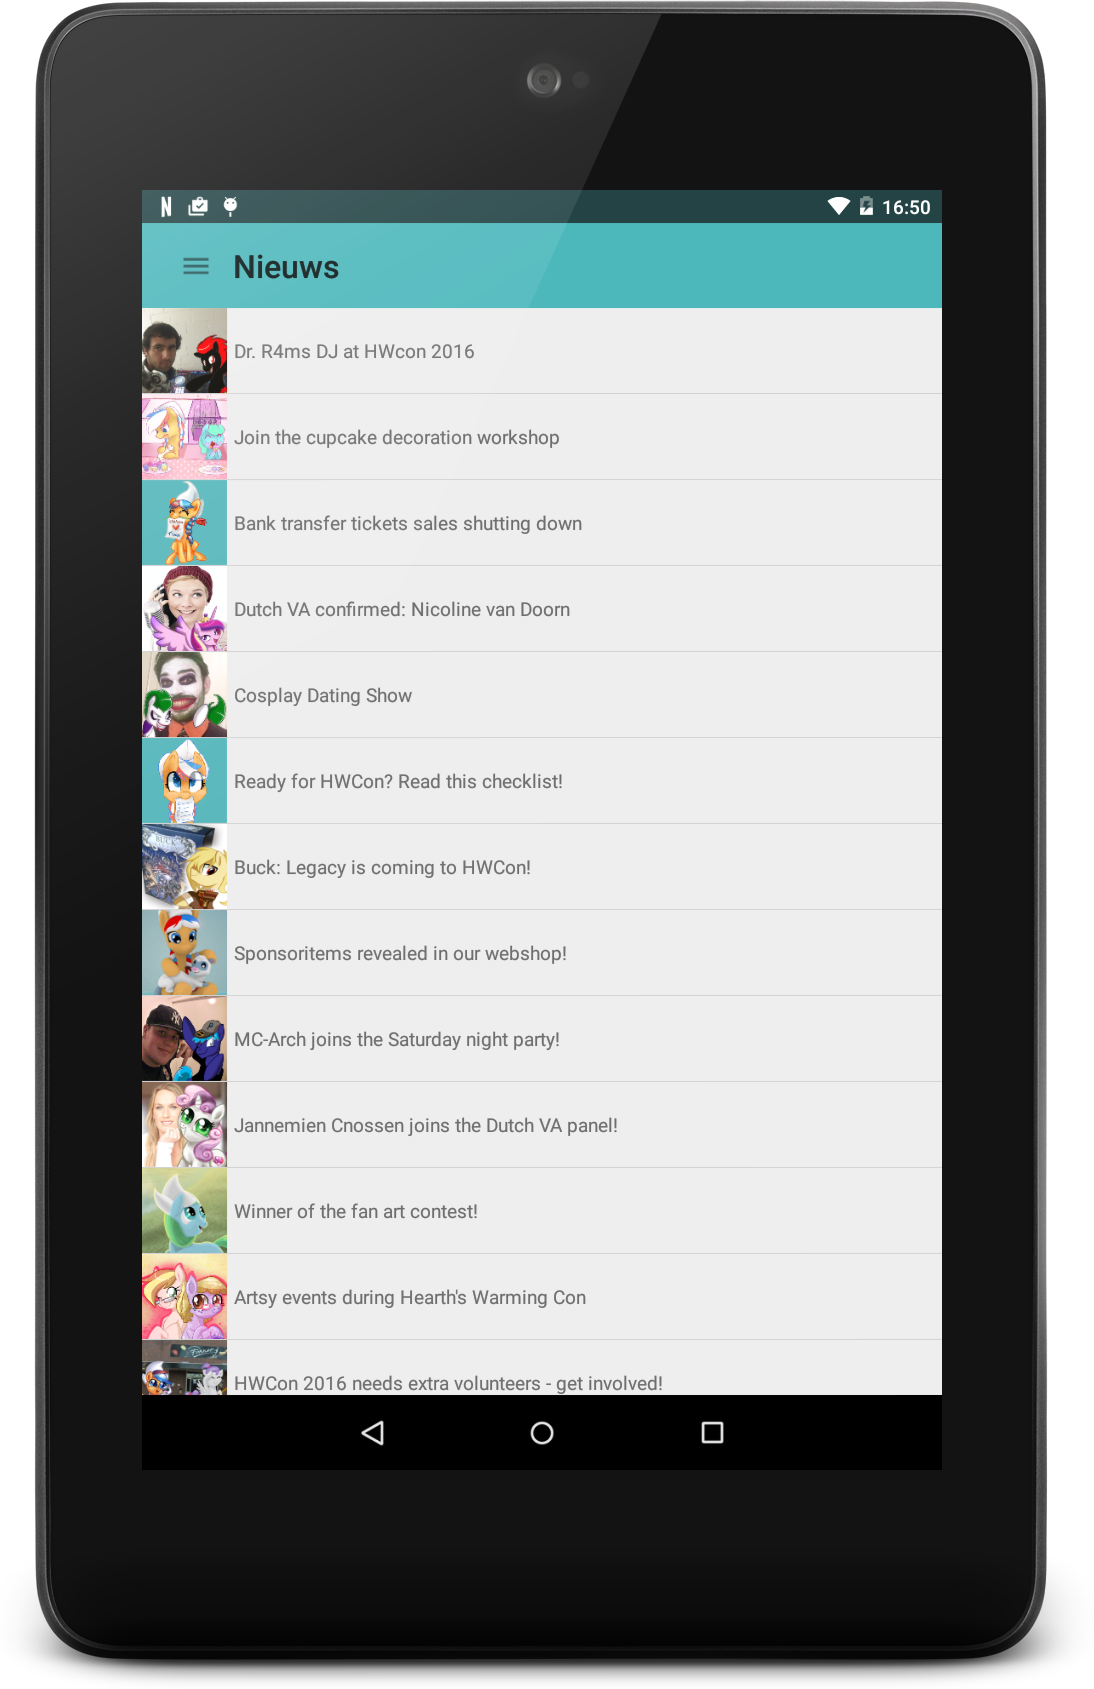 16:50
Nieuws
Dr. R4ms DJ at HWcon 2016
Join the cupcake decoration workshop
Bank transfer tickets sales shutting down
Dutch VA confirmed: Nicoline van Doorn
Cosplay Dating Show
Ready for HWCon? Read this checklist!
BUCK
Buck: Legacy is coming to HWCon!
Sponsoritems revealed in our webshop!
MC-Arch joins the Saturday night party!
Jannemien Cnossen joins the Dutch VA panel!
Winner of the fan art contest!
Artsy events during Hearth's Warming Con
HWCon 2016 needs extra volunteers - get involved!